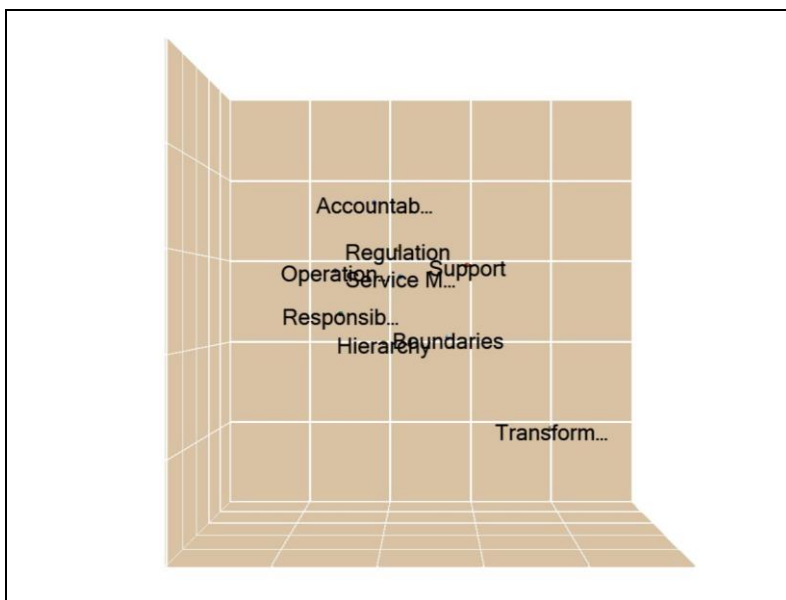 Accountab...
Regulation
Support
Operation...
Service M...
Responsib...
Boundaries
Hierarchy
Transform...